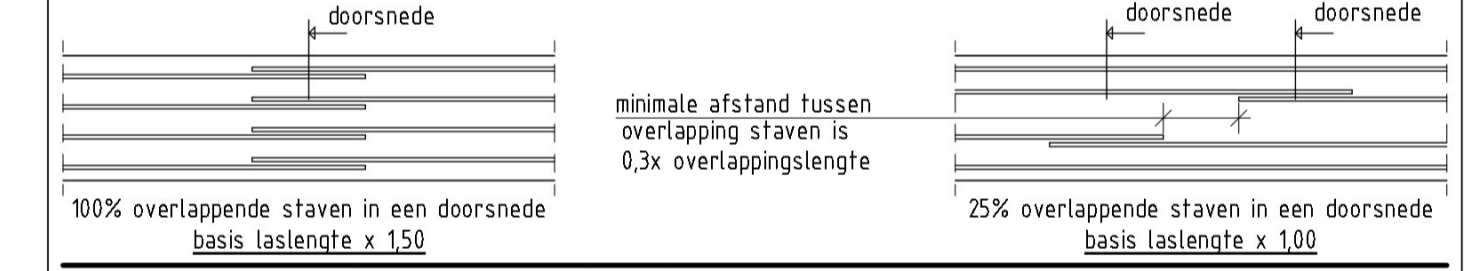 doorsnede
100% overlappende staven in een doorsnede
basis laslengte x 1,50
minimale afstand tussen
overlapping staven is
0,3x overlappingslengte
doorsnede
doorsnede
25% overlappende staven in een doorsnede
basis laslengte x 1,00